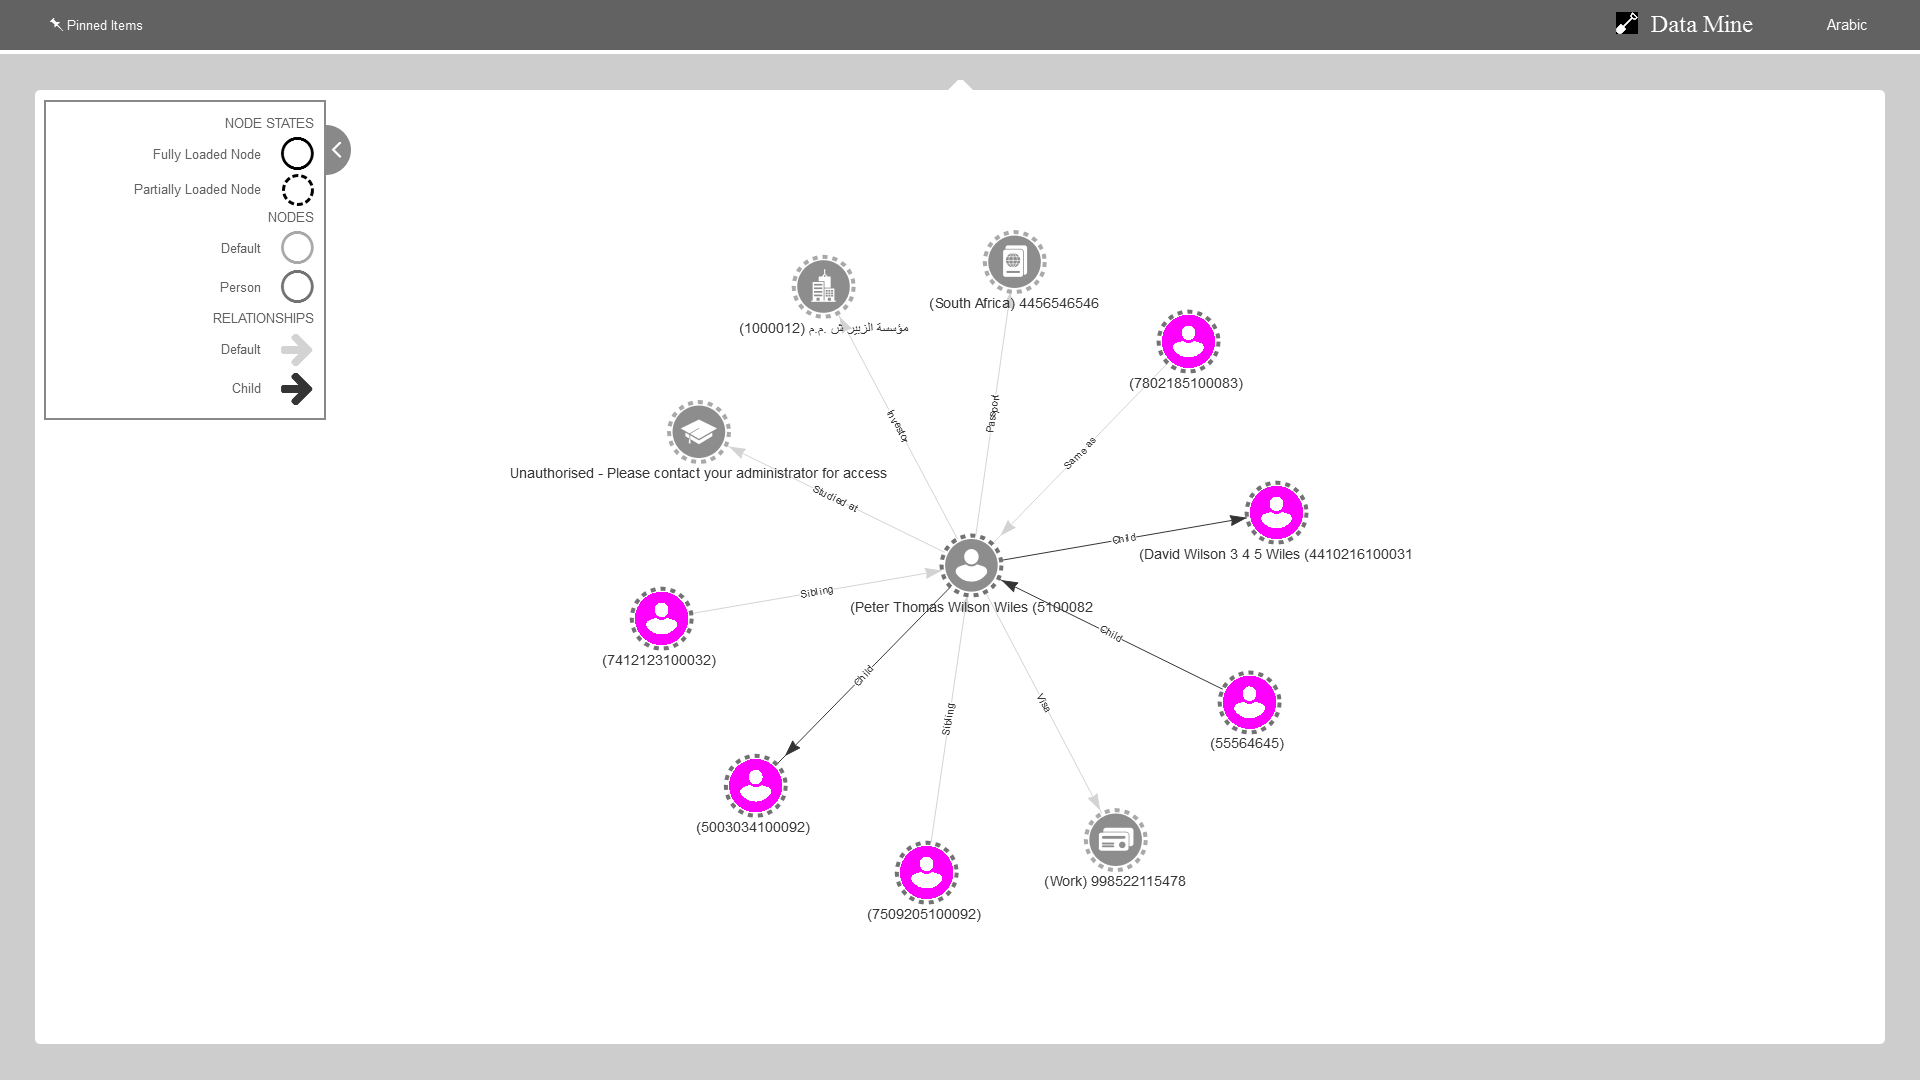 Pinned Items
Data Mine
Arabic
NODE STATES
Fully Loaded Node
Partially Loaded Node
NODES
Default
Person
RELATIONSHIPS
Default
Child
(South Africa) 4456546546
(1000012) مؤسسة الزبير ش .م.م
(7802185100083)
Investor
Passport
Same as
Unauthorised - Please contact your administrator for access
Studied at
Child
(David Wilson 3 4 5 Wiles (4410216100031
Sibling
(Peter Thomas Wilson Wiles (5100082
Child
(7412123100032)
Child
Sibling
Visa
(55564645)
(5003034100092)
(Work) 998522115478
(7509205100092)